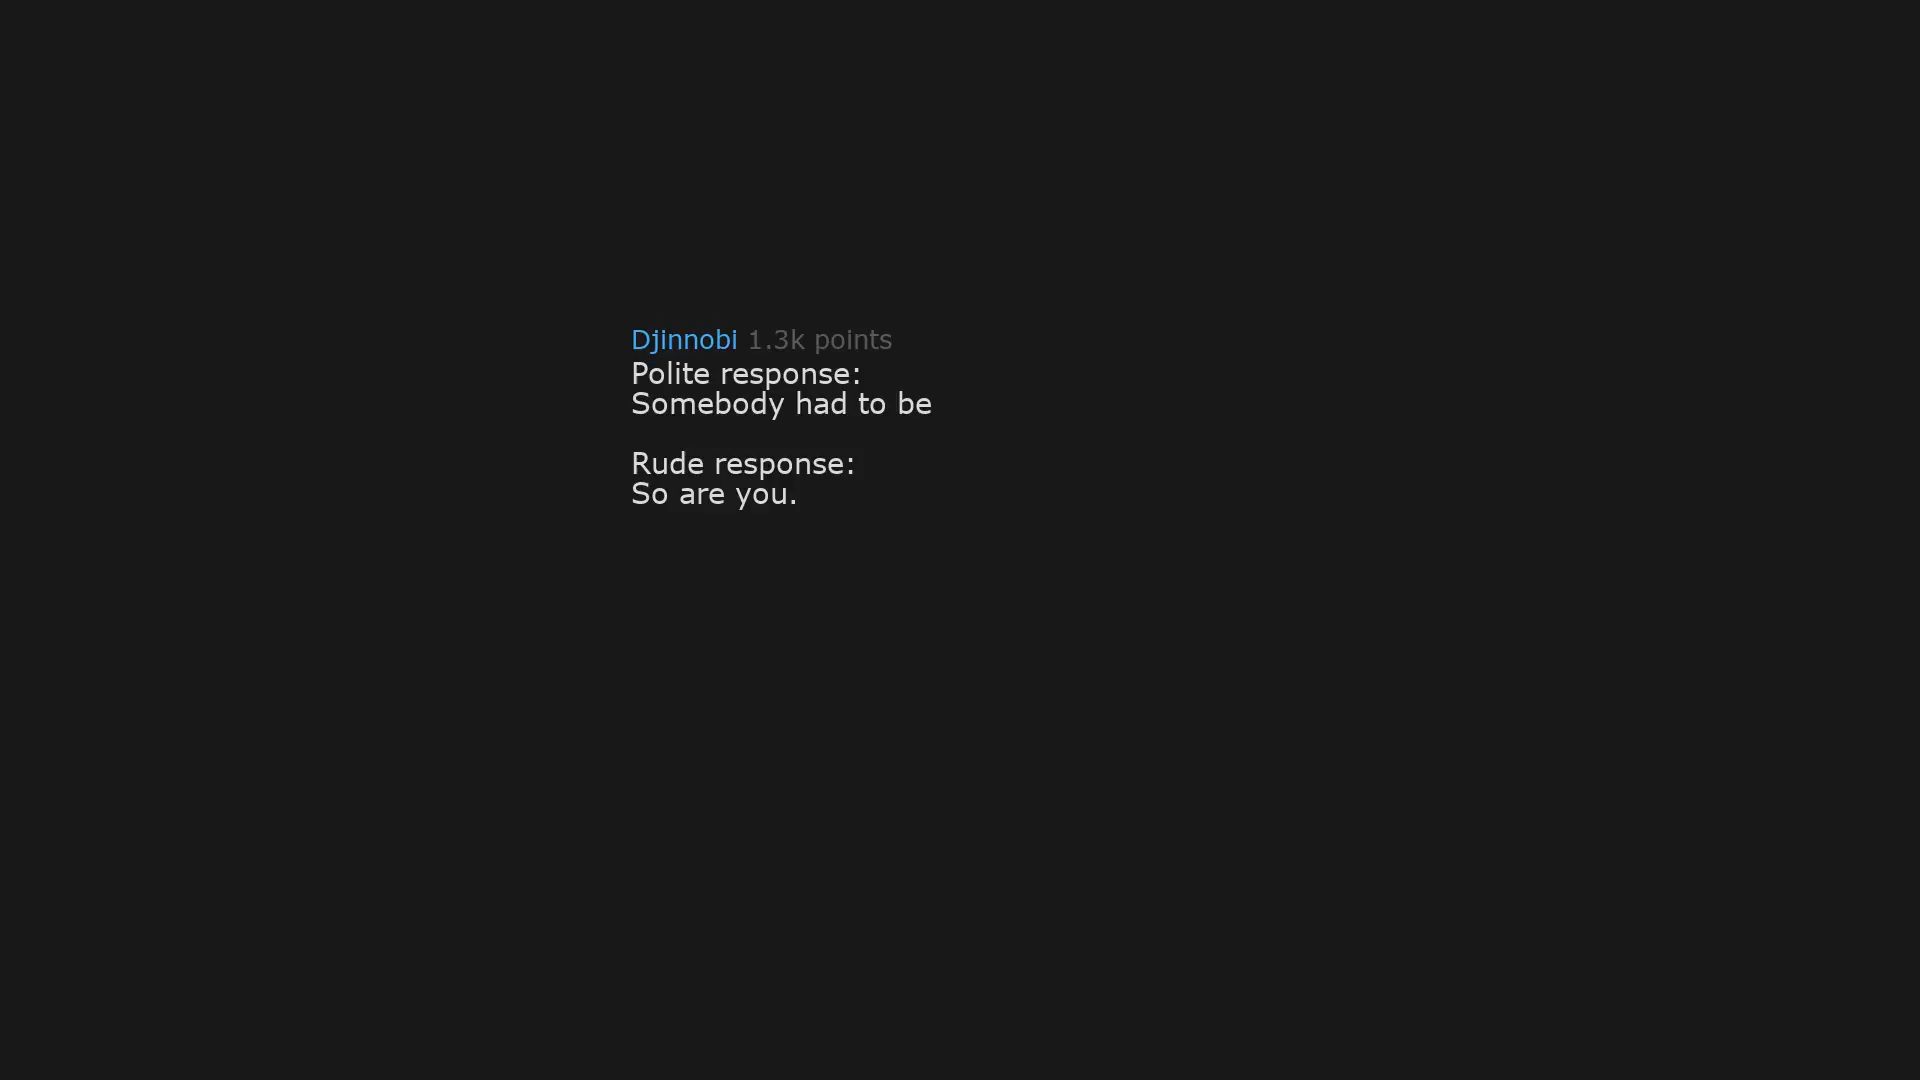 Djinnobi 1.3k points
Polite response:
Somebody had to be
Rude response:
So are you.